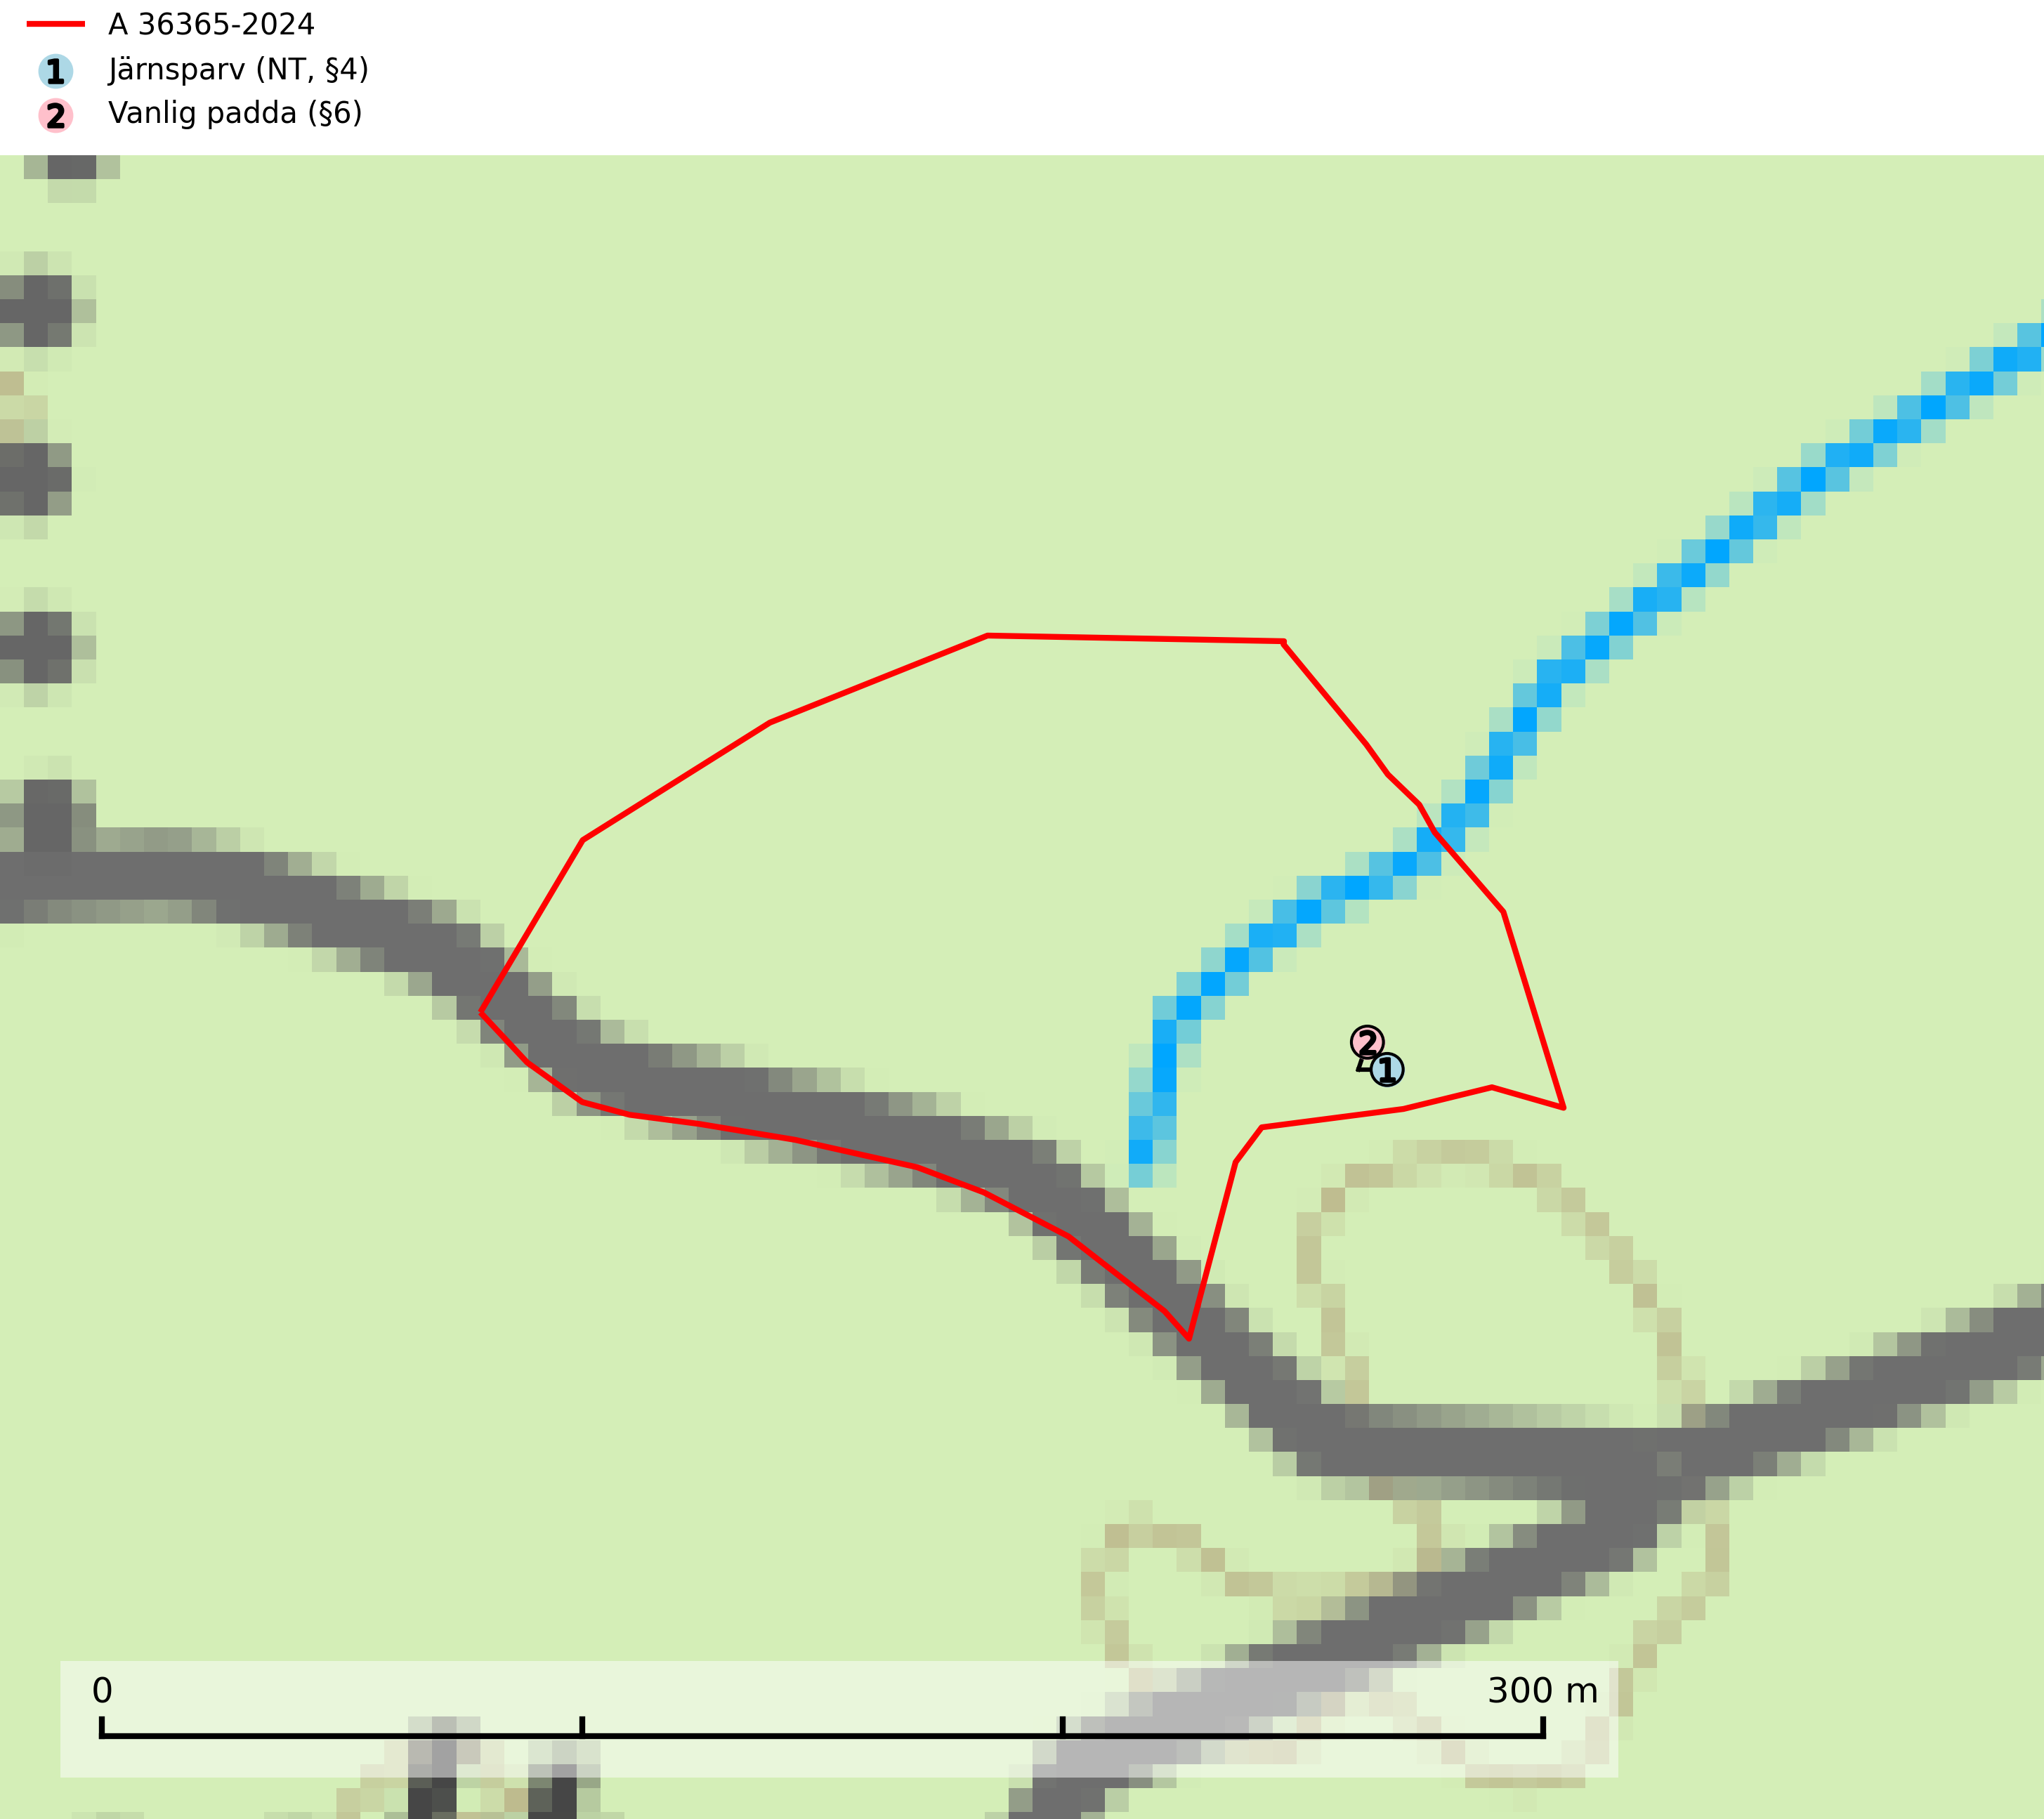 A 36365-2024
1 Järnsparv (NT, §4)
2 Vanlig padda (§6)
2
1
0 300 m